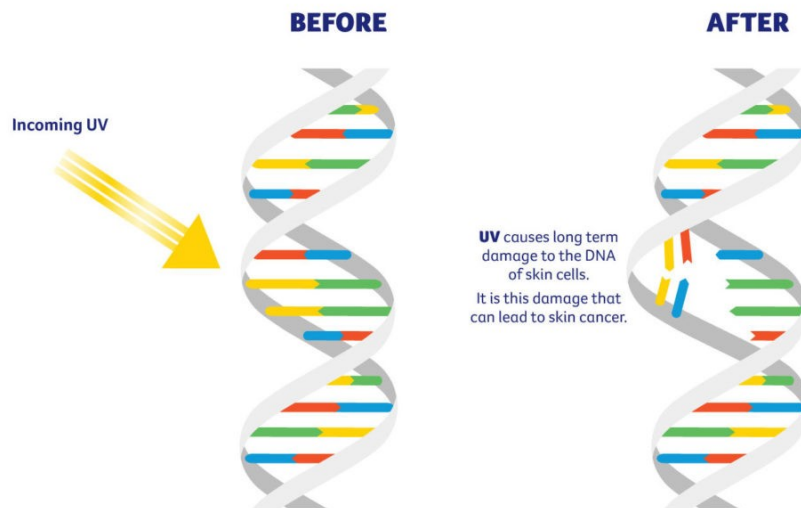 BEFORE
AFTER
Incoming UV
UV causes long term
damage to the DNA
of skin cells.
It is this damage that
can lead to skin cancer.